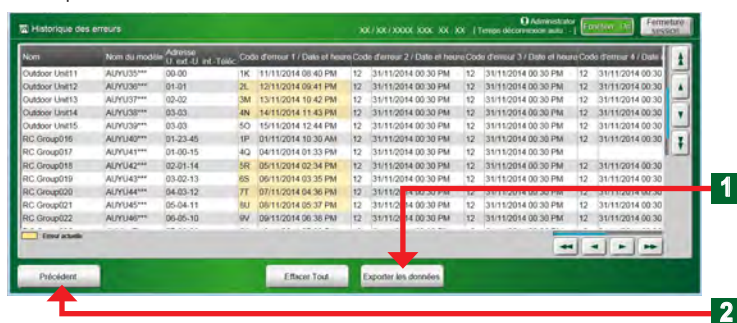 Historique des erreurs XX / XX / XXXX XXX XX XX | Temps déconnexion auto - | Administrator Fonction Dü Fermeture session
Nom Nom du modèle Adresse U. ext.-U. int.-Téléc. Code d'erreur 1 / Date et heure Code d'erreur 2 / Date et heure Code d'erreur 3 / Date et heure Code d'erreur 4 / Date
Outdoor Unit11 AUYU35*** 00-00 1K 11/11/2014 08:40 PM 12 31/11/2014 00:30 PM 12 31/11/2014 00:30 PM 12 31/11/2014 00:30
Outdoor Unit12 AUYU36*** 01-01 2L 12/11/2014 09:41 PM 12 31/11/2014 00:30 PM 12 31/11/2014 00:30 PM 12 31/11/2014 00:30
Outdoor Unit13 AUYU37*** 02-02 3M 13/11/2014 10:42 PM 12 31/11/2014 00:30 PM 12 31/11/2014 00:30 PM 12 31/11/2014 00:30
Outdoor Unit14 AUYU38*** 03-03 4N 14/11/2014 11:43 PM 12 31/11/2014 00:30 PM 12 31/11/2014 00:30 PM 12 31/11/2014 00:30
Outdoor Unit15 AUYU39*** 03-03 5O 15/11/2014 12:44 PM 12 31/11/2014 00:30 PM 12 31/11/2014 00:30 PM 12 31/11/2014 00:30
RC Group016 AUYU40*** 01-23-45 1P 01/11/2014 10:30 AM 12 31/11/2014 00:30 PM 12 31/11/2014 00:30 PM 12 31/11/2014 00:30
RC Group017 AUYU41*** 01-00-15 4Q 04/11/2014 01:33 PM 12 31/11/2014 00:30 PM 12 31/11/2014 00:30 PM
RC Group018 AUYU42*** 02-01-14 5R 05/11/2014 02:34 PM 12 31/11/2014 00:30 PM 12 31/11/2014 00:30 PM 12 31/11/2014 00:30
RC Group019 AUYU43*** 03-02-13 6S 06/11/2014 03:35 PM 12 31/11/2014 00:30 PM 12 31/11/2014 00:30 PM 12 31/11/2014 00:30
RC Group020 AUYU44*** 04-03-12 7T 07/11/2014 04:36 PM 12 31/11/2014 00:30 PM 12 31/11/2014 00:30 PM 12 31/11/2014 00:30
RC Group021 AUYU45*** 05-04-11 8U 08/11/2014 05:37 PM 12 31/11/2014 00:30 PM 12 31/11/2014 00:30 PM 12 31/11/2014 00:30
RC Group022 AUYU46*** 06-05-10 9V 09/11/2014 06:38 PM 12 31/11/2014 00:30 PM 12 31/11/2014 00:30 PM 12 31/11/2014 00:30
Erreur actuelle
Précédent Effacer Tout Exporter les données
1
2